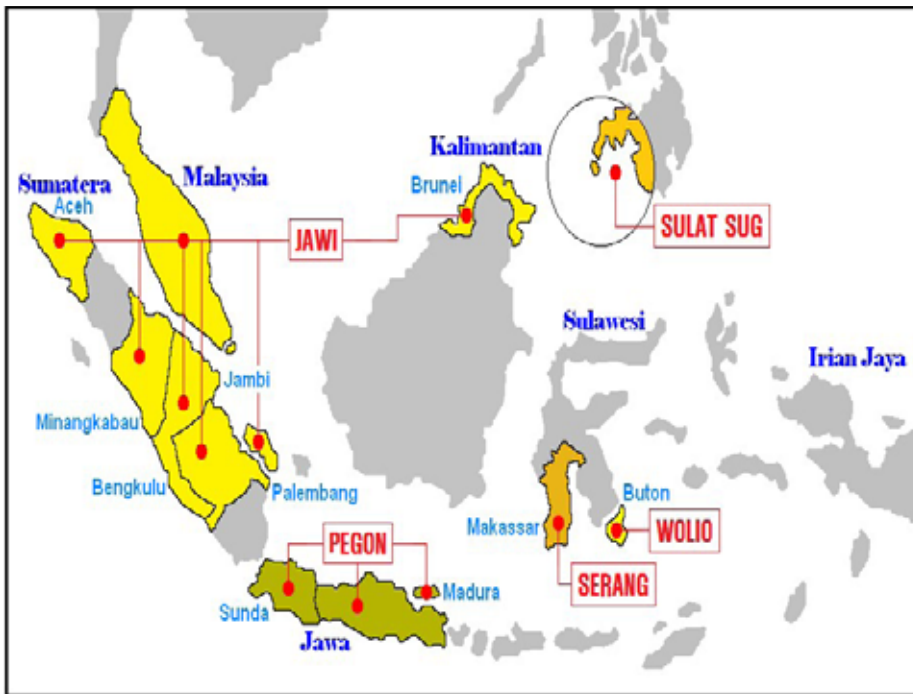 Kalimantan
Brunei
Sumatera
Aceh
Malaysia
JAWI
SULAT SUG
Sulawesi
Irian Jaya
Jambi
Minangkabau
Bengkulu
Palembang
Buton
Makassar
WOLIO
PEGON
SERANG
Sunda
Madura
Jawa